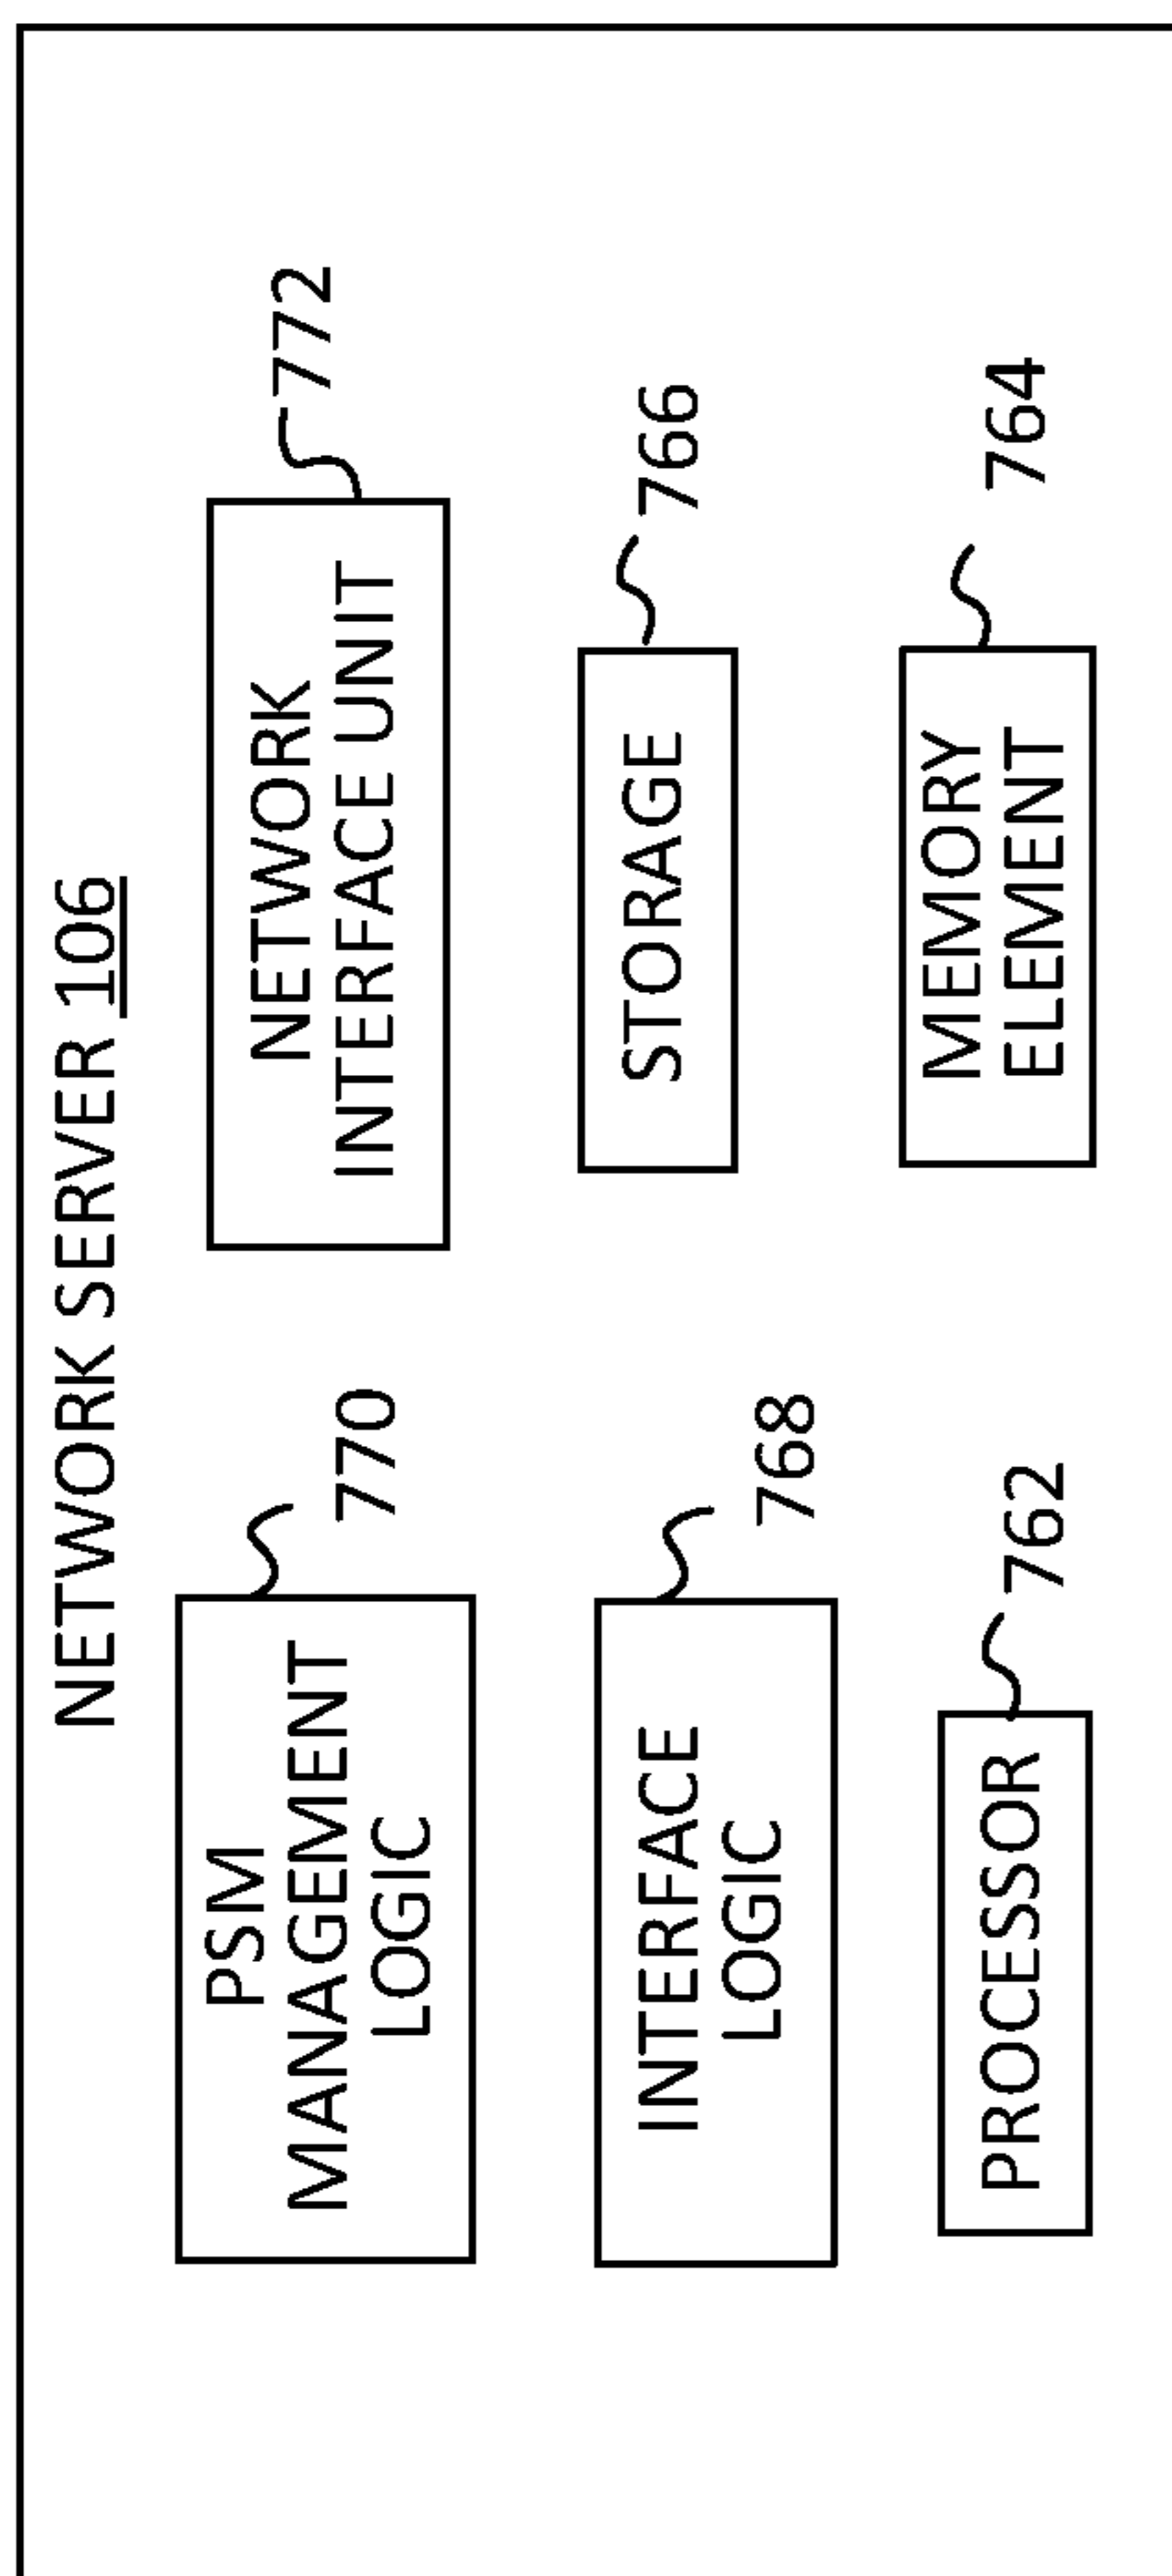 NETWORK SERVER 106
PSM
MANAGEMENT
LOGIC
770
NETWORK
INTERFACE UNIT
772
INTERFACE
LOGIC
768
STORAGE
766
PROCESSOR
762
MEMORY
ELEMENT
764